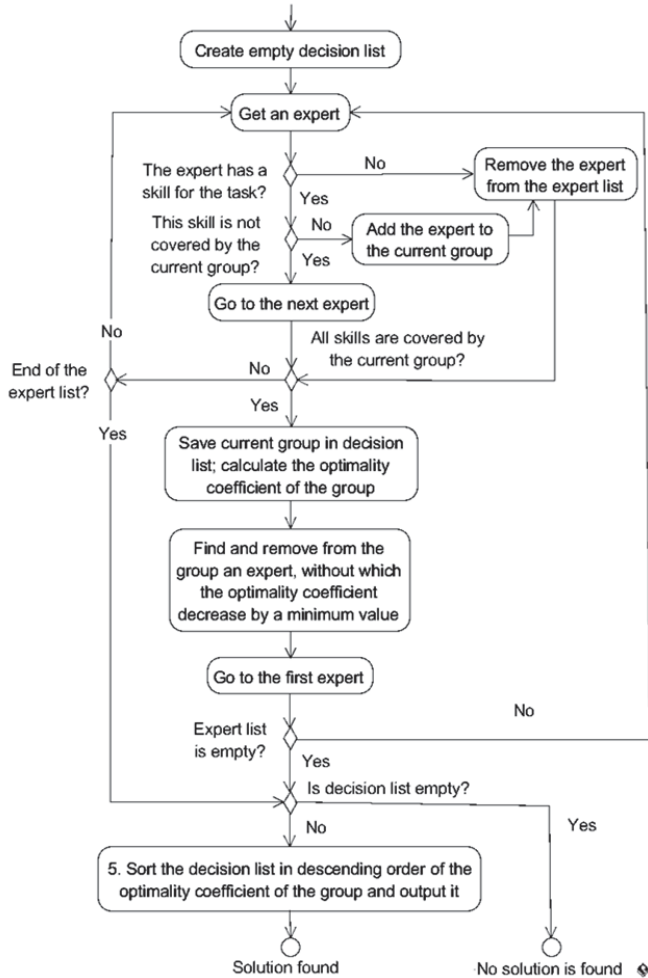 Create empty decision list
Get an expert
The expert has a
skill for the task?
No
Remove the expert
from the expert list
Yes
This skill is not
covered by the
current group?
No
Add the expert to
the current group
Yes
Go to the next expert
No
All skills are covered by
the current group?
End of the
expert list?
No
Yes
Yes
Save current group in decision
list; calculate the optimality
coefficient of the group
Find and remove from the
group an expert, without which
the optimality coefficient
decrease by a minimum value
Go to the first expert
No
Expert list
is empty?
Yes
Is decision list empty?
No
Yes
5. Sort the decision list in descending order of the
optimality coefficient of the group and output it
Solution found
No solution is found